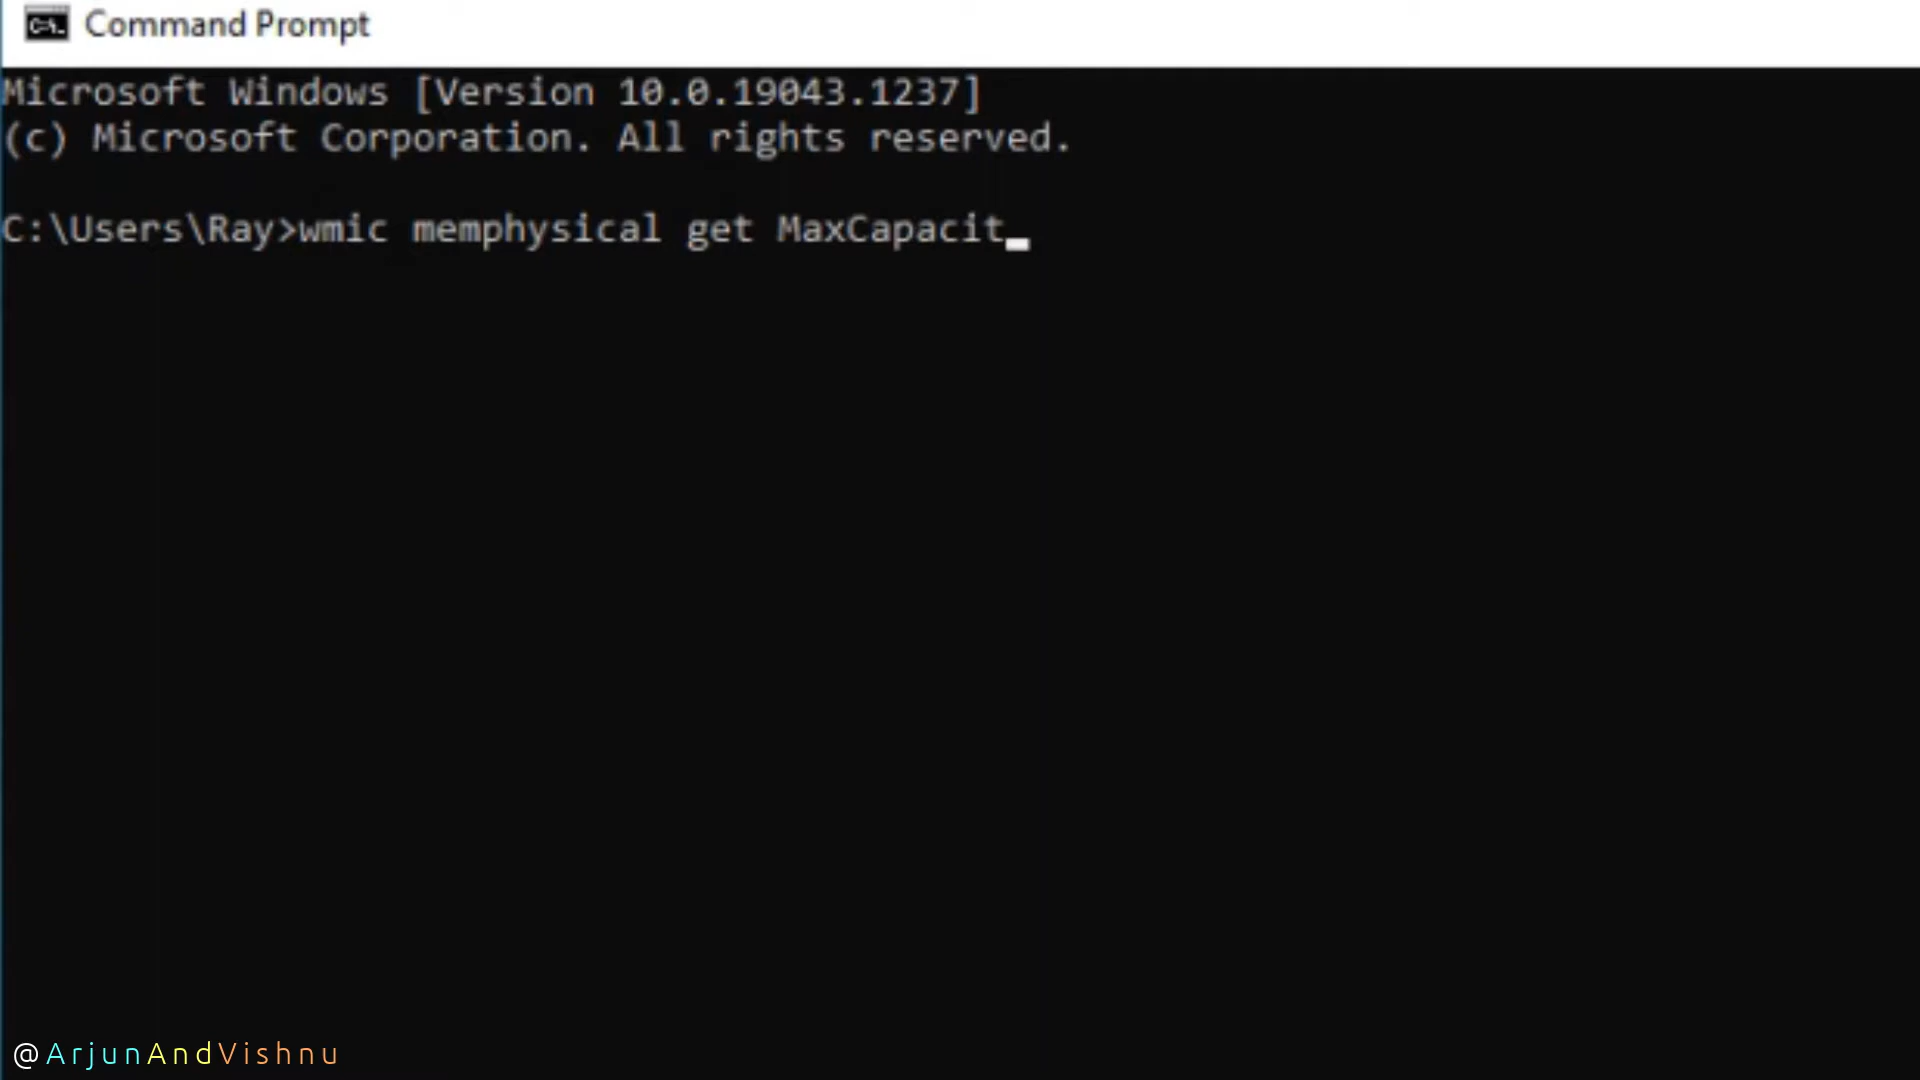 Command Prompt
Microsoft Windows [Version 10.0.19043.1237]
(c) Microsoft Corporation. All rights reserved.
C:\Users\Ray>wmic memphysical get MaxCapacit
@ArjunAndVishnu